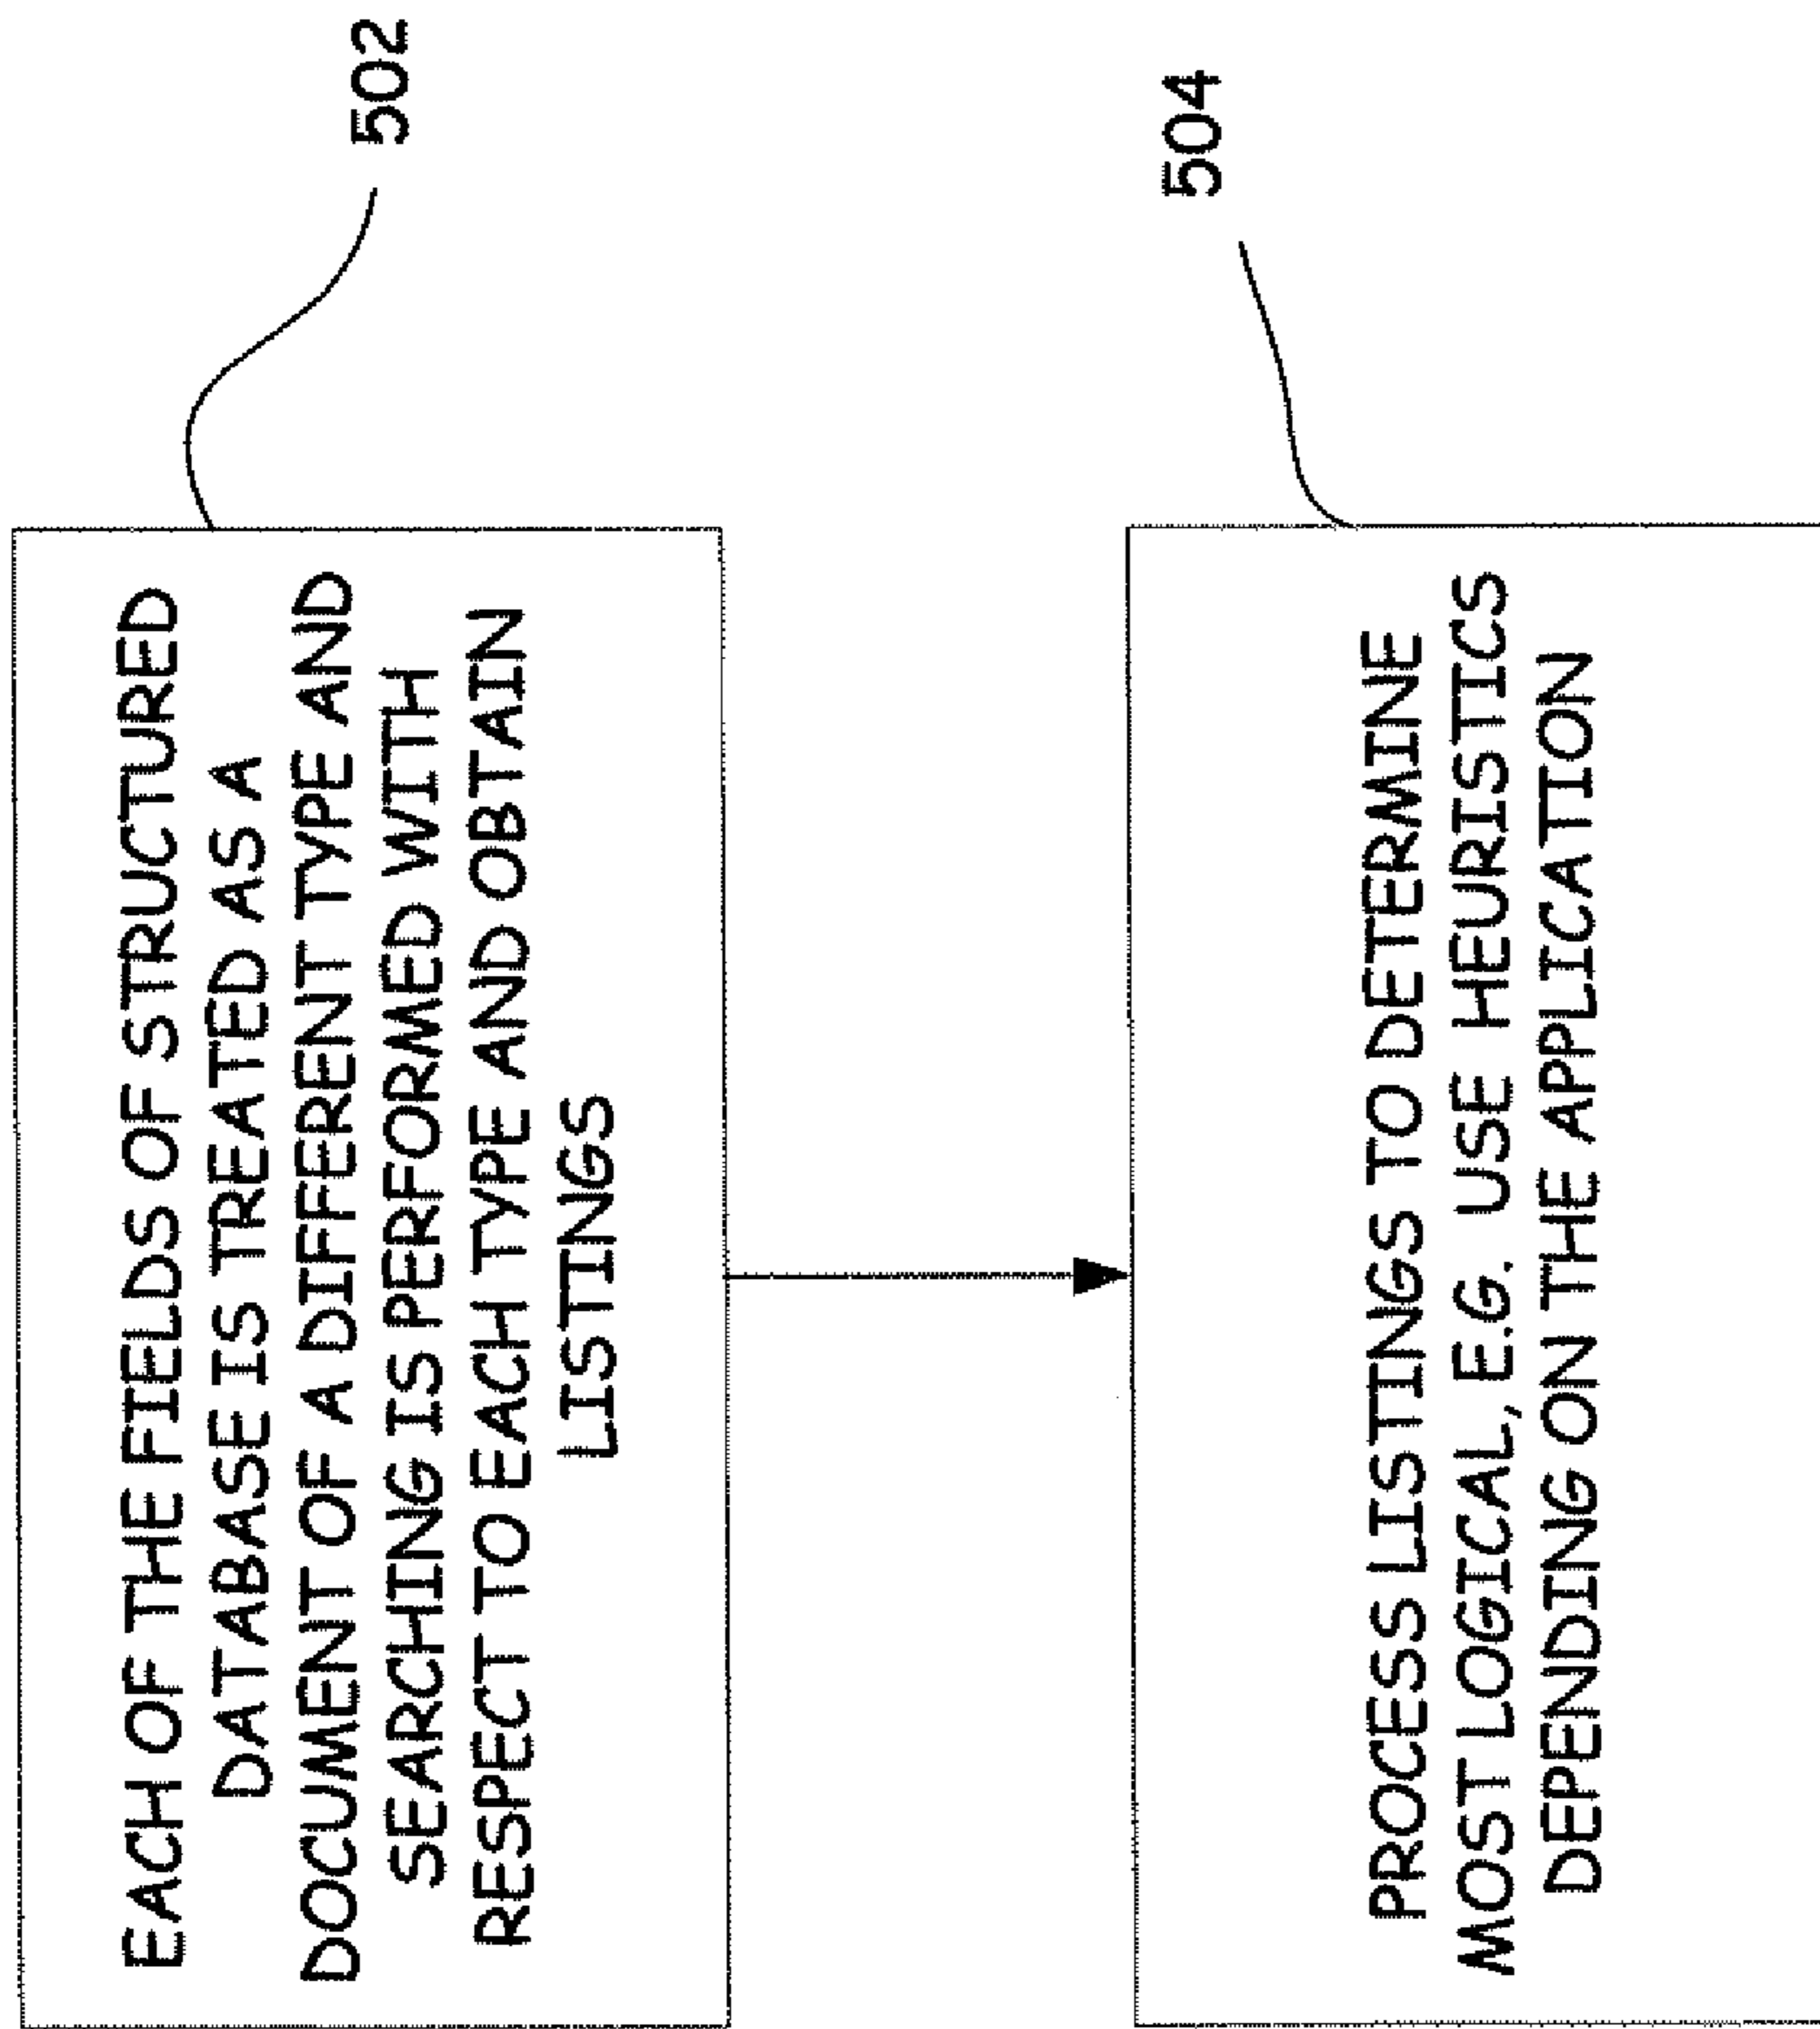 EACH OF THE FIELDS OF STRUCTURED
DATABASE IS TREATED AS A
DOCUMENT OF A DIFFERENT TYPE AND
SEARCHING IS PERFORMED WITH
RESPECT TO EACH TYPE AND OBTAIN
LISTINGS
502
PROCESS LISTINGS TO DETERMINE
MOST LOGICAL, E.G. USE HEURISTICS
DEPENDING ON THE APPLICATION
504